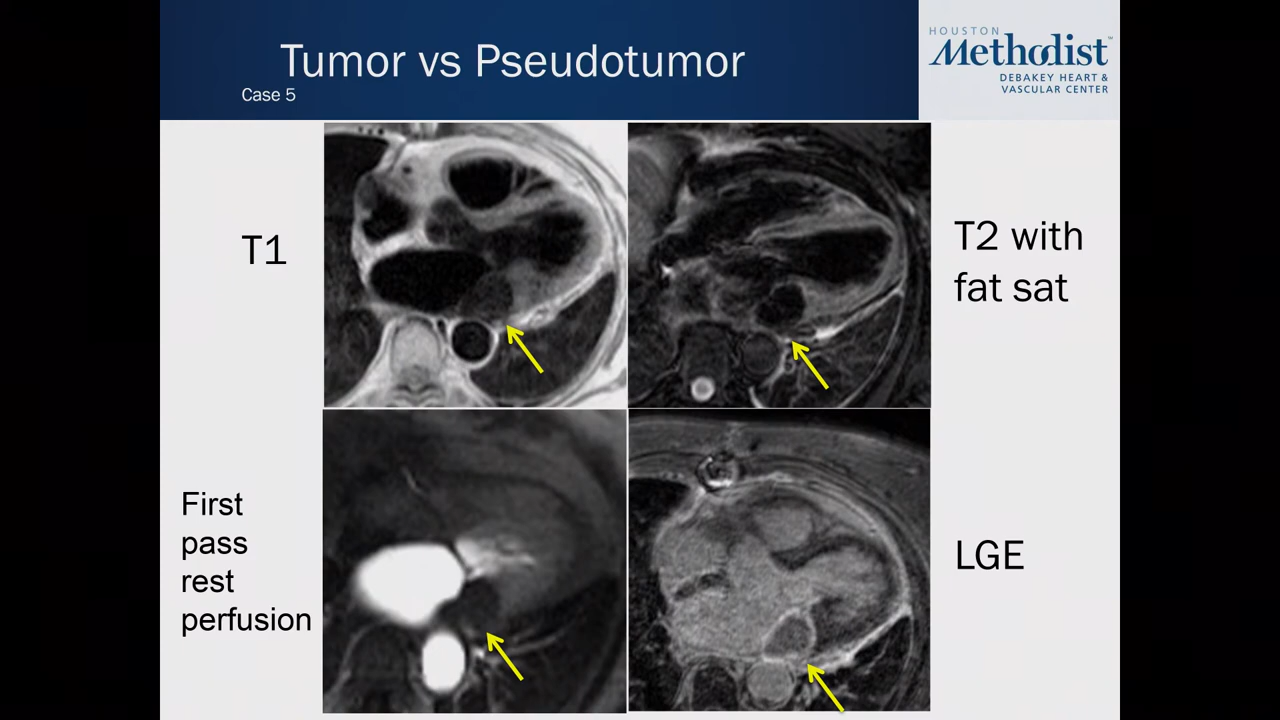 Tumor vs Pseudotumor
Case 5
HOUSTON
Methodist™
DEBAKEY HEART &
VASCULAR CENTER
T1
T2 with
fat sat
First
pass
rest
perfusion
LGE